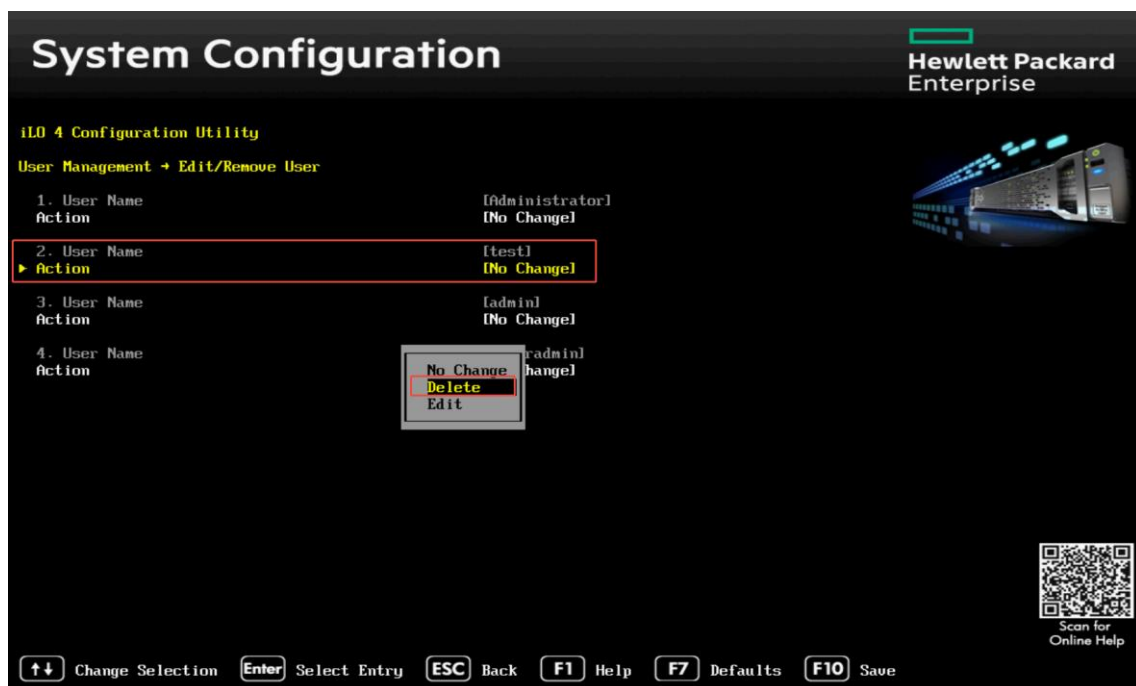 System Configuration
Hewlett Packard
Enterprise
iLO 4 Configuration Utility
User Management → Edit/Remove User
1. User Name [Administrator]
Action [No Change]
2. User Name [test]
Action [No Change]
3. User Name [admin]
Action [No Change]
4. User Name radmin]
Action hange]
No Change
Delete
Edit
Scan for
Online Help
↑↓ Change Selection Enter Select Entry ESC Back F1 Help F7 Defaults F10 Save